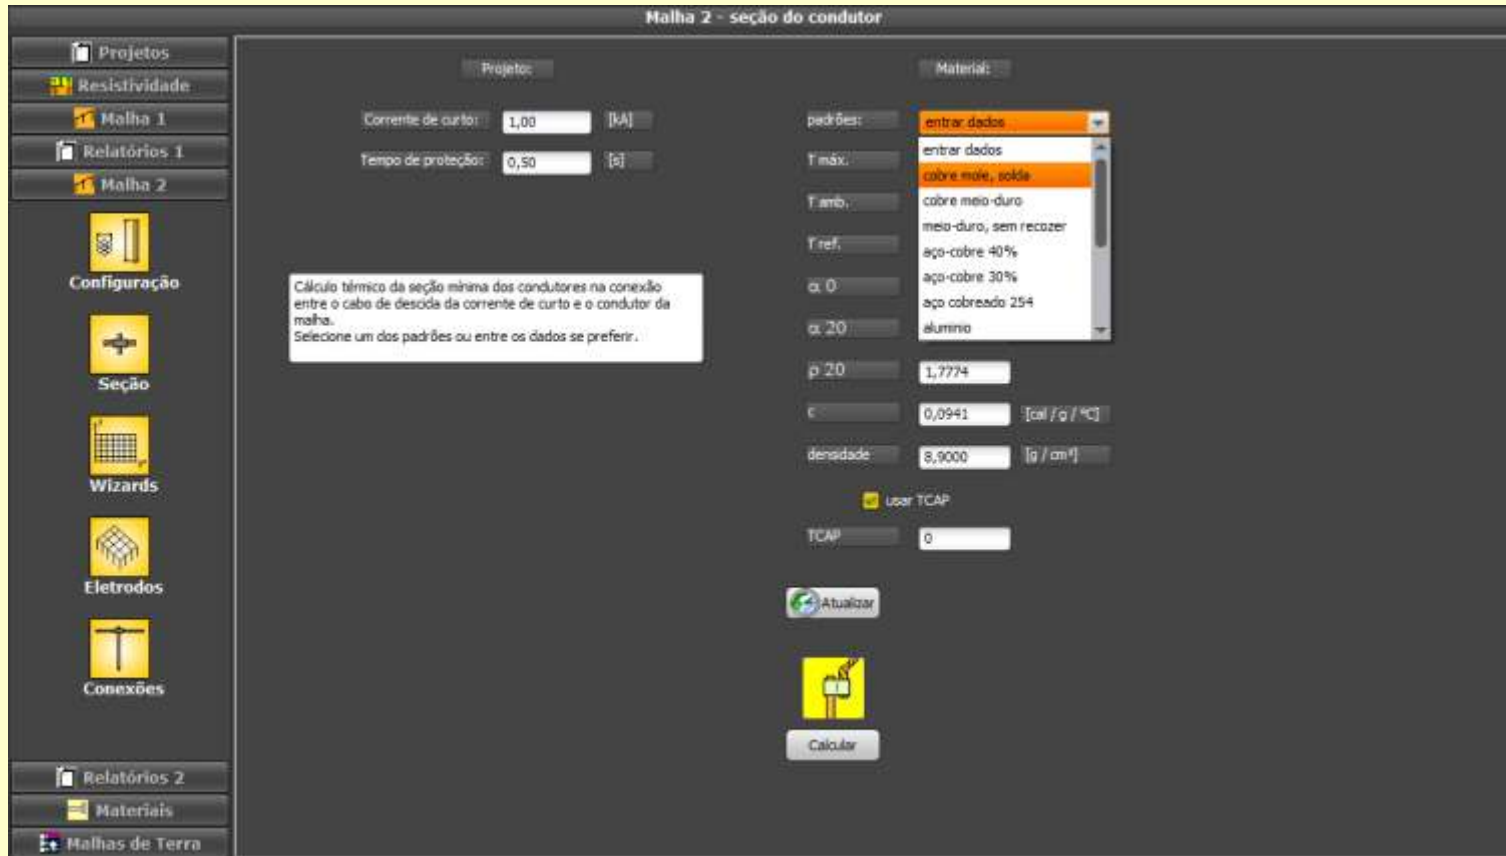 Malha 2 - seção do condutor
Projetos
Resistividade
Malha 1
Relatórios 1
Malha 2
Configuração
Seção
Wizards
Eletrodos
Conexões
Relatórios 2
Materiais
Malhas de Terra
Projeto:
Corrente de curto: 1,00 [kA]
Tempo de proteção: 0,50 [s]
Cálculo térmico da seção mínima dos condutores na conexão
entre o cabo de descida da corrente de curto e o condutor da
malha.
Selecione um dos padrões ou entre os dados se preferir.
Material:
padrões: entrar dados
entrar dados
cobre mole, solda
cobre meio-duro
meio-duro, sem recozer
aço-cobre 40%
aço-cobre 30%
aço cobreado 254
aluminio
T máx.
T amb.
T ref.
α 0
α 20
ρ 20 1,7774
c 0,0941 [cal / g / °C]
densidade 8,9000 [g / cm³]
usar TCAP
TCAP 0
Atualizar
Calcular